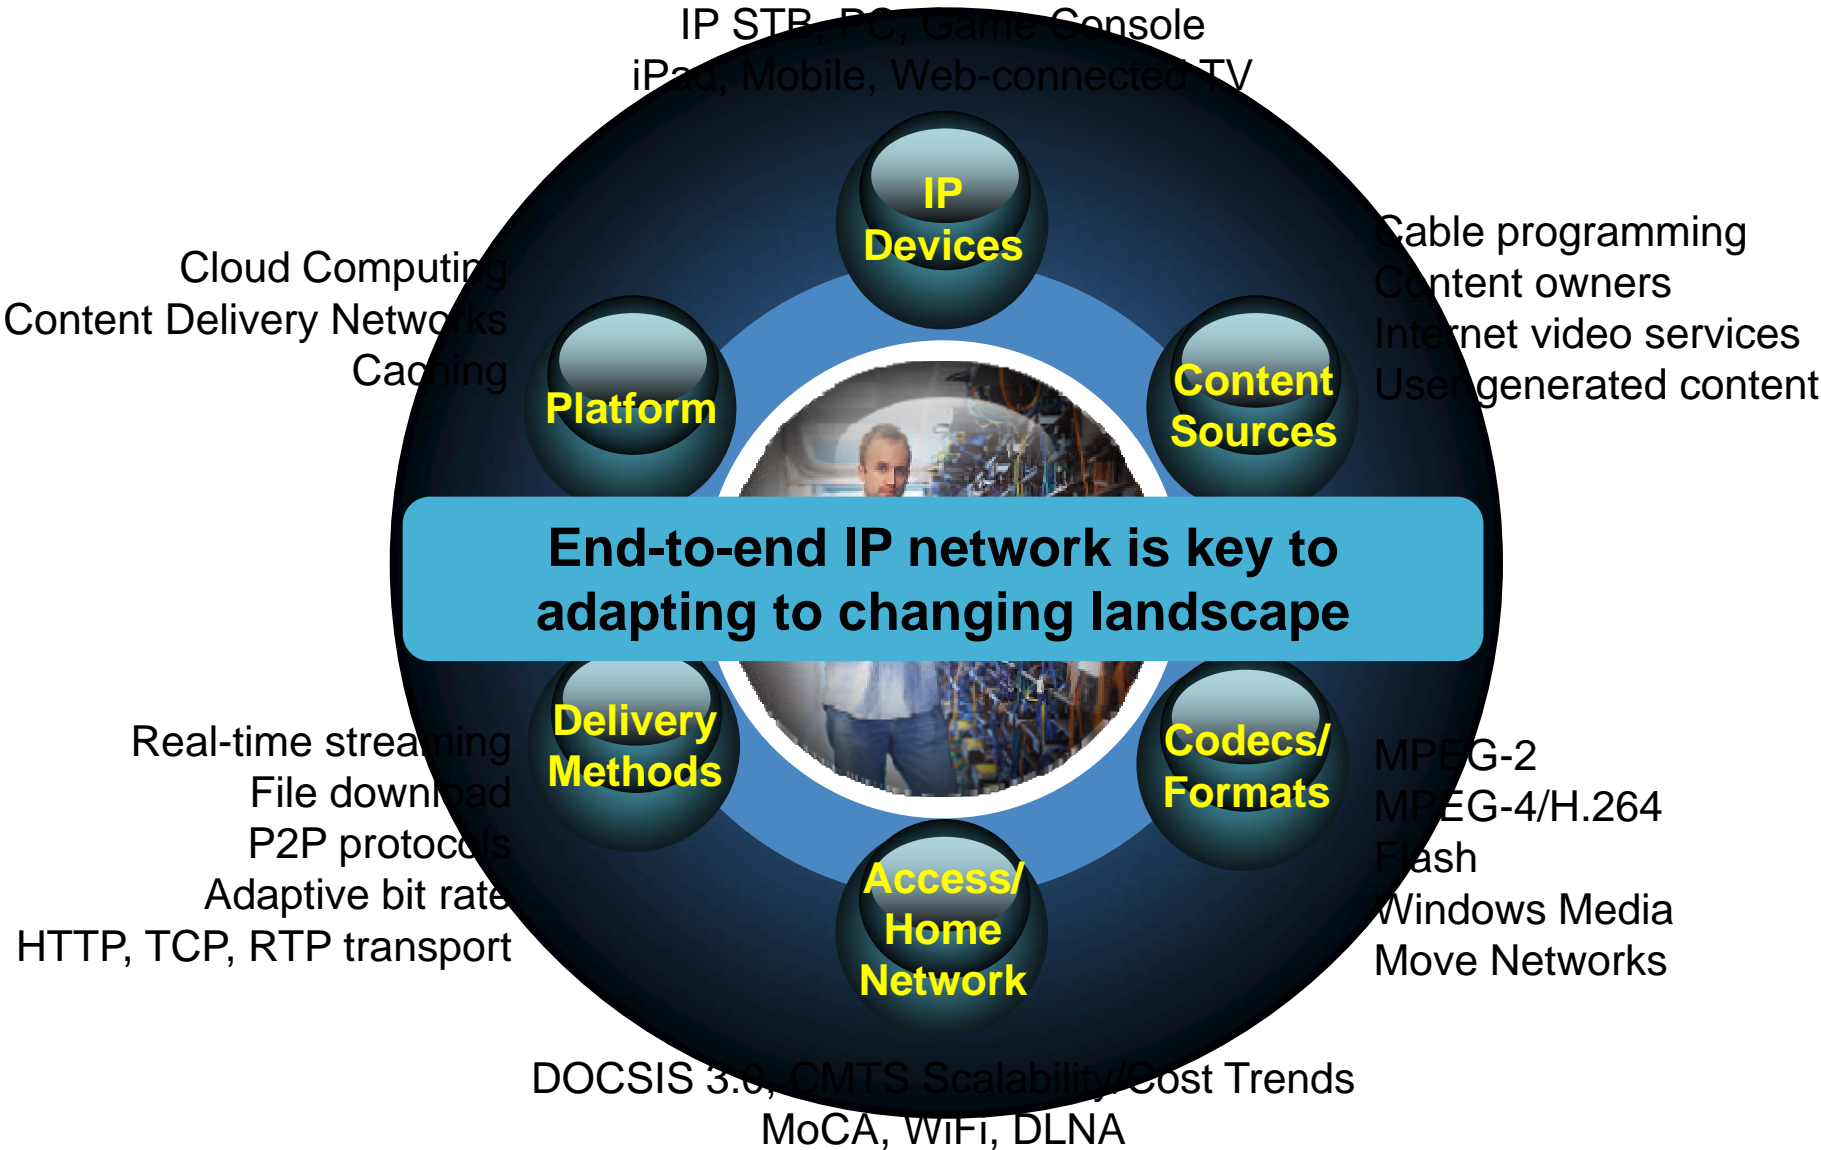 IP STB, PC, Game Console
iPad, Mobile, Web-connected TV
IP
Devices
Cloud Computing
Content Delivery Networks
Caching
Platform
Cable programming
Content owners
Internet video services
User generated content
Content
Sources
End-to-end IP network is key to
adapting to changing landscape
Real-time streaming
File download
P2P protocols
Adaptive bit rate
HTTP, TCP, RTP transport
Delivery
Methods
Codecs/
Formats
MPEG-2
MPEG-4/H.264
Flash
Windows Media
Move Networks
Access/
Home
Network
DOCSIS 3.0, CMTS Scalability/Cost Trends
MoCA, WiFi, DLNA